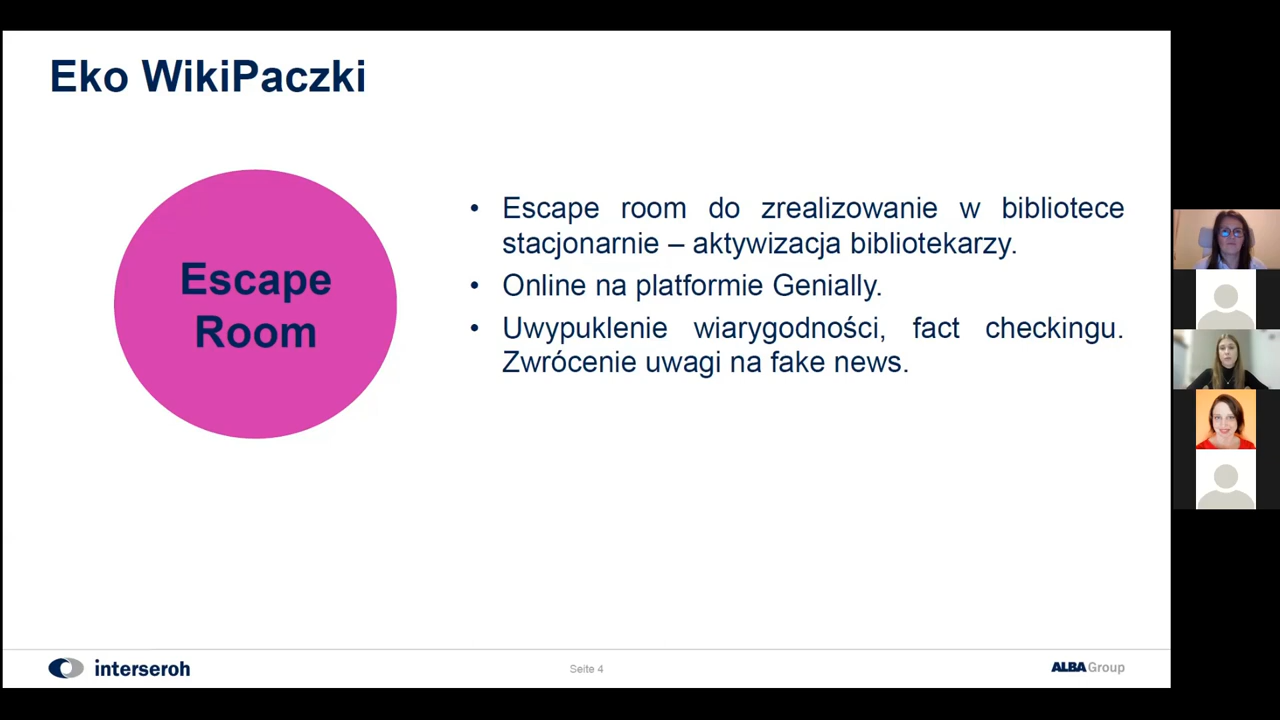 Eko WikiPaczki
Escape
Room
• Escape room do zrealizowanie w bibliotece
stacjonarnie – aktywizacja bibliotekarzy.
• Online na platformie Genially.
• Uwypuklenie wiarygodności, fact checkingu.
Zwrócenie uwagi na fake news.
interseroh
Seite 4
ALBA Group